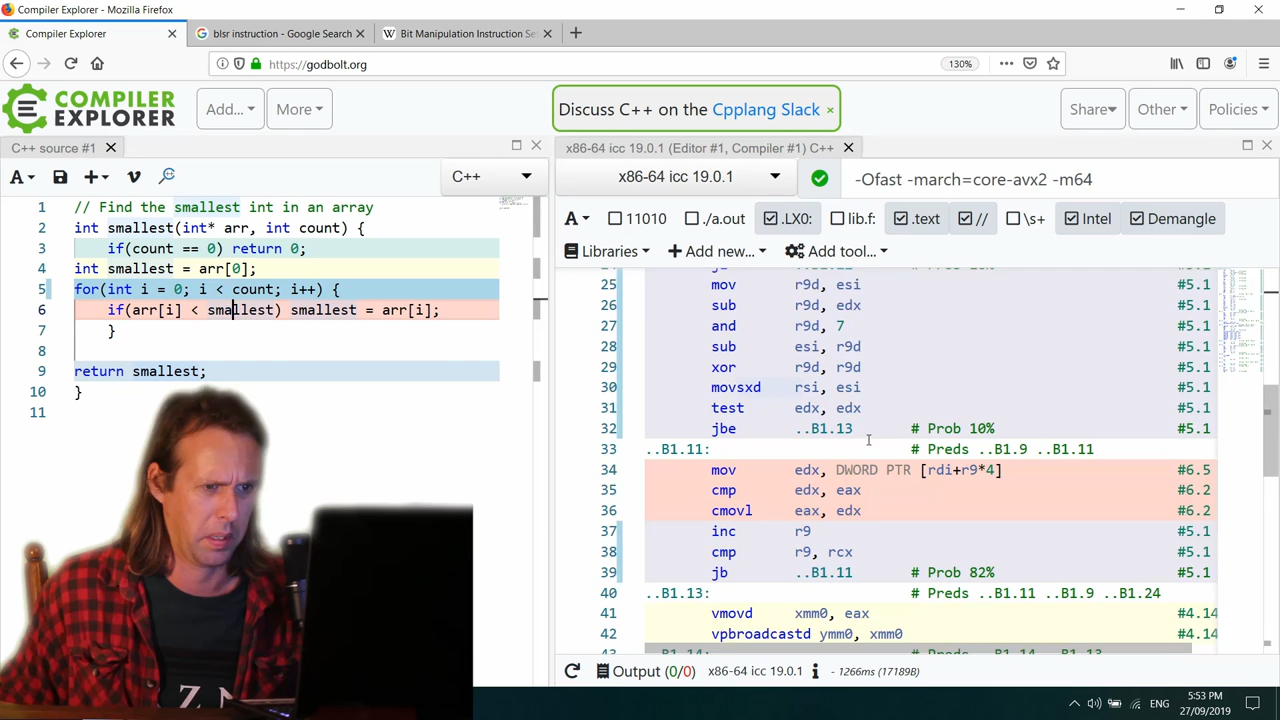 Compiler Explorer - Mozilla Firefox
Compiler Explorer
blsr instruction - Google Search
Bit Manipulation Instruction Se
https://godbolt.org
130%
COMPILER
EXPLORER
Add...
More
Discuss C++ on the Cpplang Slack ×
Share
Other
Policies
C++ source #1
x86-64 icc 19.0.1 (Editor #1, Compiler #1) C++
A
C++
x86-64 icc 19.0.1
-Ofast -march=core-avx2 -m64
A
11010
./a.out
.LX0:
lib.f:
.text
//
\s+
Intel
Demangle
Libraries
Add new...
Add tool...
1 // Find the smallest int in an array
2 int smallest(int* arr, int count) {
3 if(count == 0) return 0;
4 int smallest = arr[0];
5 for(int i = 0; i < count; i++) {
6 if(arr[i] < smallest) smallest = arr[i];
7 }
8
9 return smallest;
10 }
11
25 mov r9d, esi #5.1
26 sub r9d, edx #5.1
27 and r9d, 7 #5.1
28 sub esi, r9d #5.1
29 xor r9d, r9d #5.1
30 movsxd rsi, esi #5.1
31 test edx, edx #5.1
32 jbe ..B1.13 # Prob 10% #5.1
33 ..B1.11: # Preds ..B1.9 ..B1.11
34 mov edx, DWORD PTR [rdi+r9*4] #6.5
35 cmp edx, eax #6.2
36 cmovl eax, edx #6.2
37 inc r9 #5.1
38 cmp r9, rcx #5.1
39 jb ..B1.11 # Prob 82% #5.1
40 ..B1.13: # Preds ..B1.11 ..B1.9 ..B1.24
41 vmovd xmm0, eax #4.14
42 vpbroadcastd ymm0, xmm0 #4.14
Output (0/0) x86-64 icc 19.0.1 - 1266ms (17189B)
Z N
ENG
5:53 PM
27/09/2019